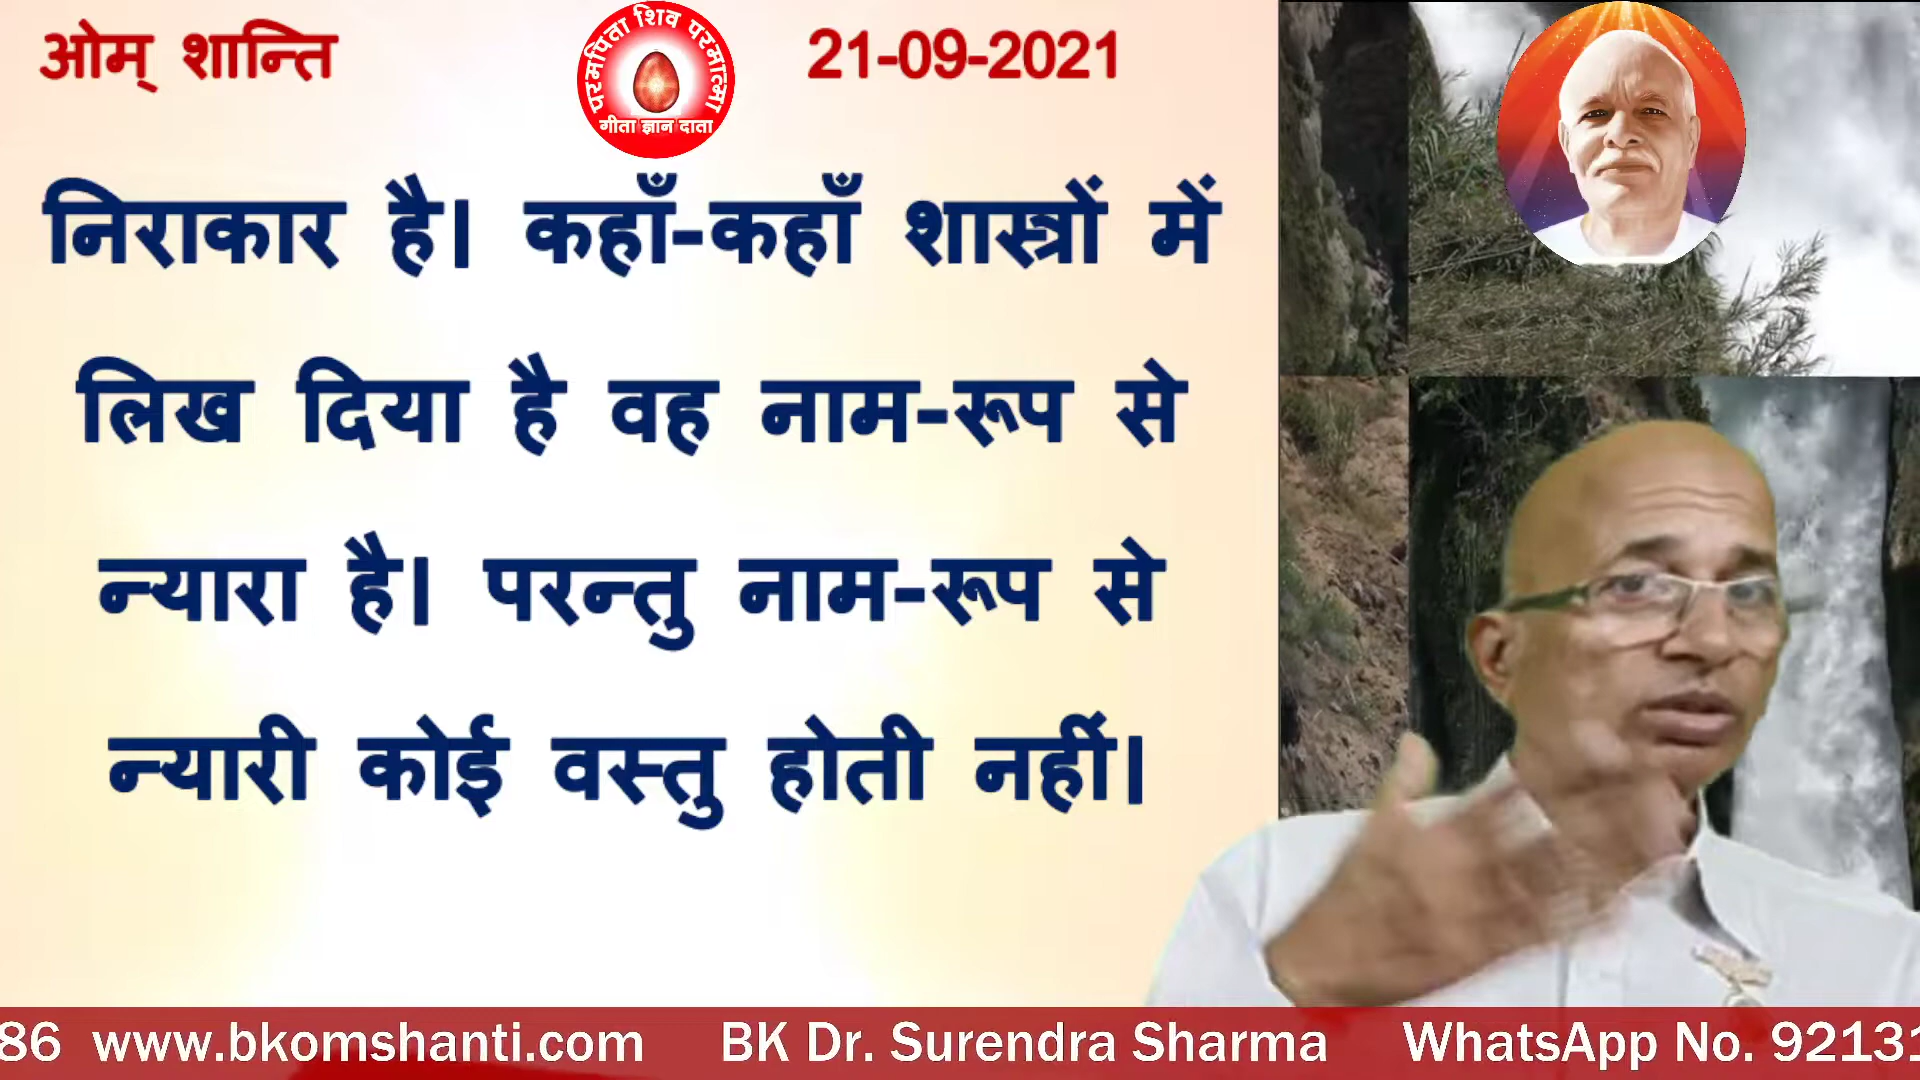 ओम् शान्ति
परमपिता शिव परमात्मा
गीता ज्ञान दाता
21-09-2021
निराकार है। कहाँ-कहाँ शास्त्रों में
लिख दिया है वह नाम-रूप से
न्यारा है। परन्तु नाम-रूप से
न्यारी कोई वस्तु होती नहीं।
86 www.bkomshanti.com BK Dr. Surendra Sharma WhatsApp No. 92131